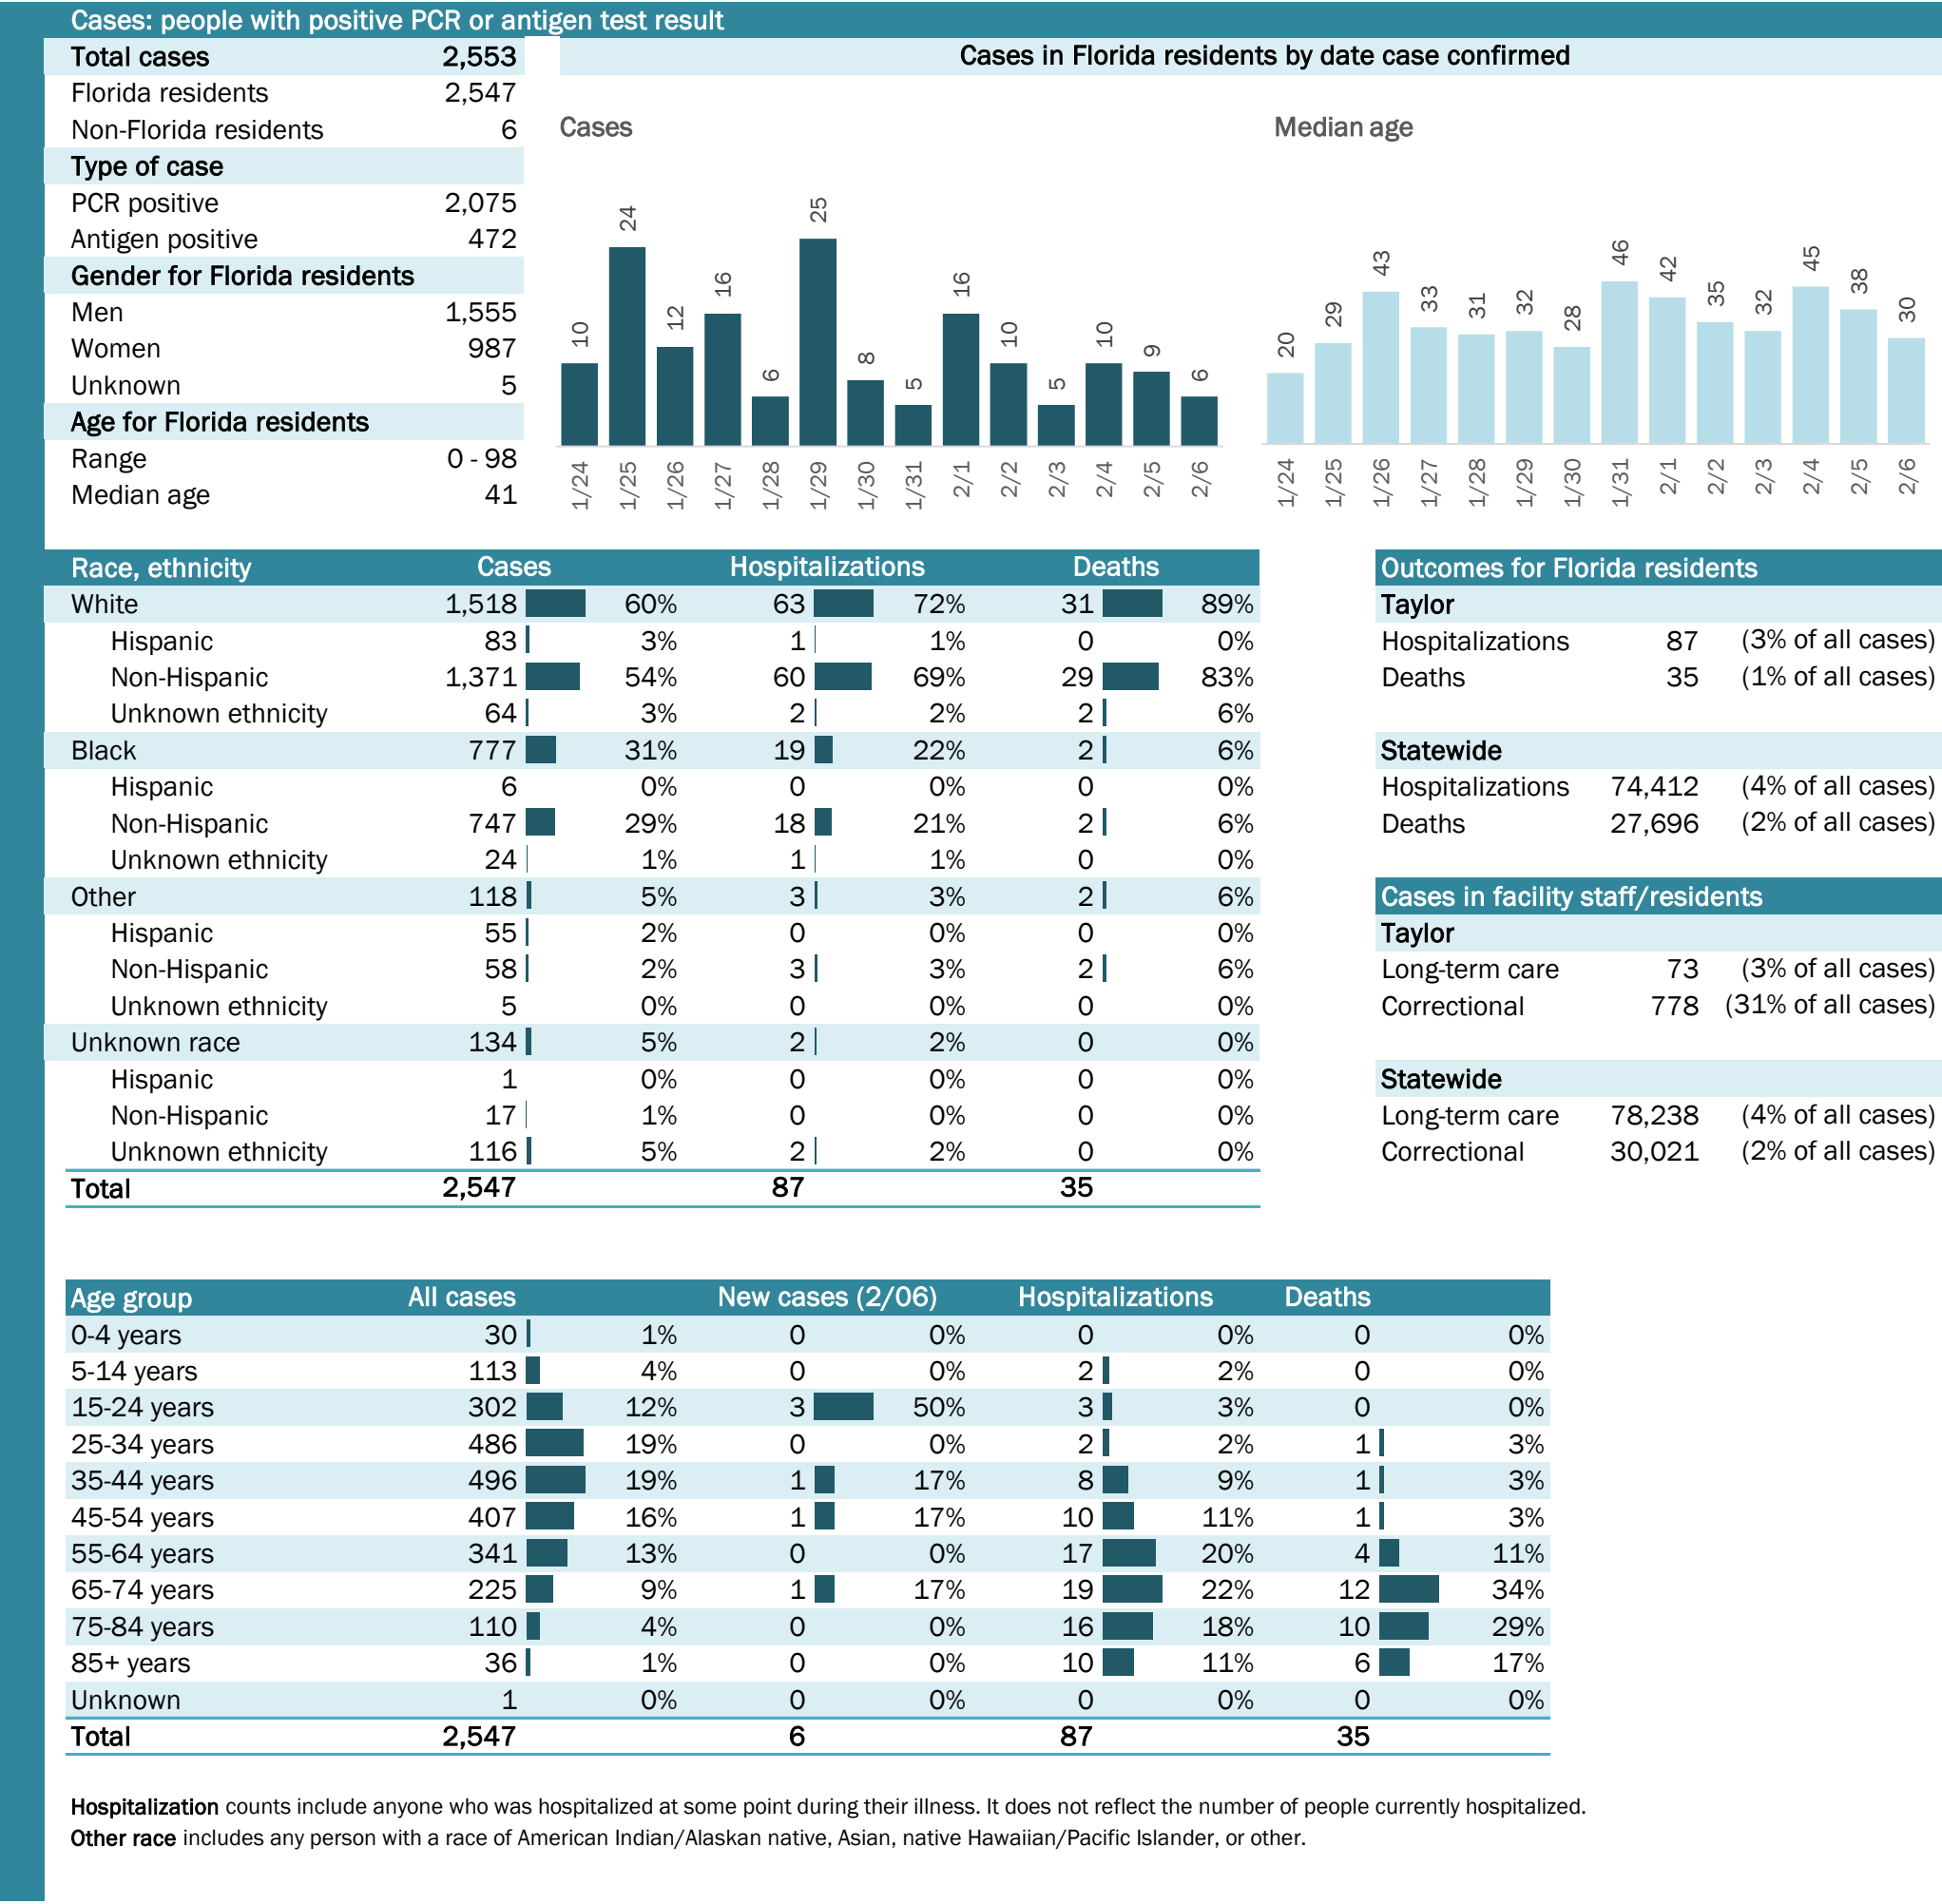 Cases: people with positive PCR or antigen test result
Total cases 2,553
Florida residents 2,547
Non-Florida residents 6
Type of case
PCR positive 2,075
Antigen positive 472
Gender for Florida residents
Men 1,555
Women 987
Unknown 5
Age for Florida residents
Range 0 - 98
Median age 41
Cases in Florida residents by date case confirmed
Cases
10 24 12 16 6 25 8 5 16 10 5 10 9 6
1/24 1/25 1/26 1/27 1/28 1/29 1/30 1/31 2/1 2/2 2/3 2/4 2/5 2/6
Median age
20 29 43 33 31 32 28 46 42 35 32 45 38 30
1/24 1/25 1/26 1/27 1/28 1/29 1/30 1/31 2/1 2/2 2/3 2/4 2/5 2/6
Race, ethnicity Cases Hospitalizations Deaths
White 1,518 60% 63 72% 31 89%
Hispanic 83 3% 1 1% 0 0%
Non-Hispanic 1,371 54% 60 69% 29 83%
Unknown ethnicity 64 3% 2 2% 2 6%
Black 777 31% 19 22% 2 6%
Hispanic 6 0% 0 0% 0 0%
Non-Hispanic 747 29% 18 21% 2 6%
Unknown ethnicity 24 1% 1 1% 0 0%
Other 118 5% 3 3% 2 6%
Hispanic 55 2% 0 0% 0 0%
Non-Hispanic 58 2% 3 3% 2 6%
Unknown ethnicity 5 0% 0 0% 0 0%
Unknown race 134 5% 2 2% 0 0%
Hispanic 1 0% 0 0% 0 0%
Non-Hispanic 17 1% 0 0% 0 0%
Unknown ethnicity 116 5% 2 2% 0 0%
Total 2,547 87 35
Outcomes for Florida residents
Taylor
Hospitalizations 87 (3% of all cases)
Deaths 35 (1% of all cases)
Statewide
Hospitalizations 74,412 (4% of all cases)
Deaths 27,696 (2% of all cases)
Cases in facility staff/residents
Taylor
Long-term care 73 (3% of all cases)
Correctional 778 (31% of all cases)
Statewide
Long-term care 78,238 (4% of all cases)
Correctional 30,021 (2% of all cases)
Age group All cases New cases (2/06) Hospitalizations Deaths
0-4 years 30 1% 0 0% 0 0% 0 0%
5-14 years 113 4% 0 0% 2 2% 0 0%
15-24 years 302 12% 3 50% 3 3% 0 0%
25-34 years 486 19% 0 0% 2 2% 1 3%
35-44 years 496 19% 1 17% 8 9% 1 3%
45-54 years 407 16% 1 17% 10 11% 1 3%
55-64 years 341 13% 0 0% 17 20% 4 11%
65-74 years 225 9% 1 17% 19 22% 12 34%
75-84 years 110 4% 0 0% 16 18% 10 29%
85+ years 36 1% 0 0% 10 11% 6 17%
Unknown 1 0% 0 0% 0 0% 0 0%
Total 2,547 6 87 35
Hospitalization counts include anyone who was hospitalized at some point during their illness. It does not reflect the number of people currently hospitalized.
Other race includes any person with a race of American Indian/Alaskan native, Asian, native Hawaiian/Pacific Islander, or other.